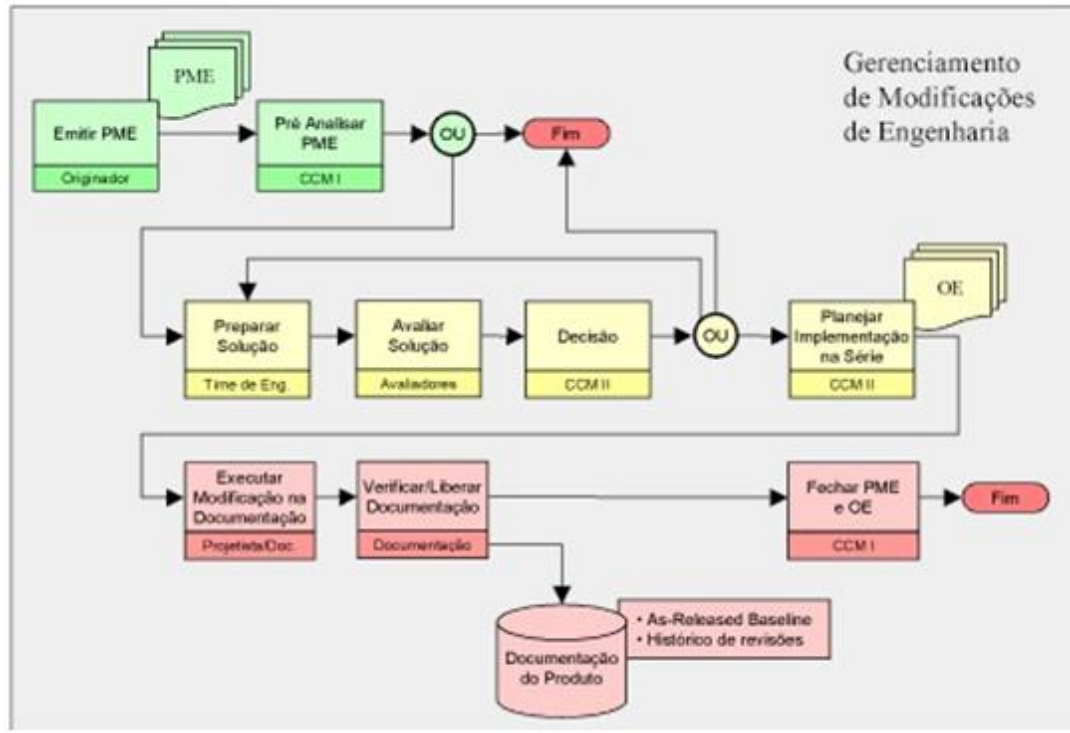 Gerenciamento
de Modificações
de Engenharia
PME
Emitir PME
Originador
Pré Analisar
PME
CCM I
OU
Fim
Preparar
Solução
Time de Eng.
Avaliar
Solução
Avaliadores
Decisão
CCM II
OU
Planejar
Implementação
na Série
CCM II
OE
Executar
Modificação na
Documentação
Projetista/Doc.
Verificar/Liberar
Documentação
Documentação
Fechar PME
e OE
CCM I
Fim
Documentação
do Produto
• As-Released Baseline
• Histórico de revisões